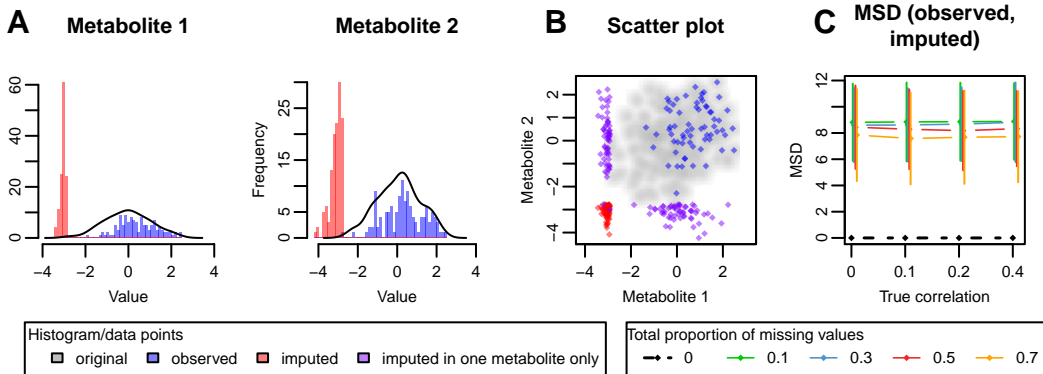 A
Metabolite 1
Metabolite 2
B
Scatter plot
C
MSD (observed,
imputed)
60
40
20
0
−4 −2 0 2 4
Value
Frequency
25
15
5
0
−4 −2 0 2 4
Value
Metabolite 2
2
1
0
−2
−4
−4 −2 0 2
Metabolite 1
MSD
12
10
8
6
4
2
0
0 0.1 0.2 0.4
True correlation
Histogram/data points
original observed imputed imputed in one metabolite only
Total proportion of missing values
0 0.1 0.3 0.5 0.7